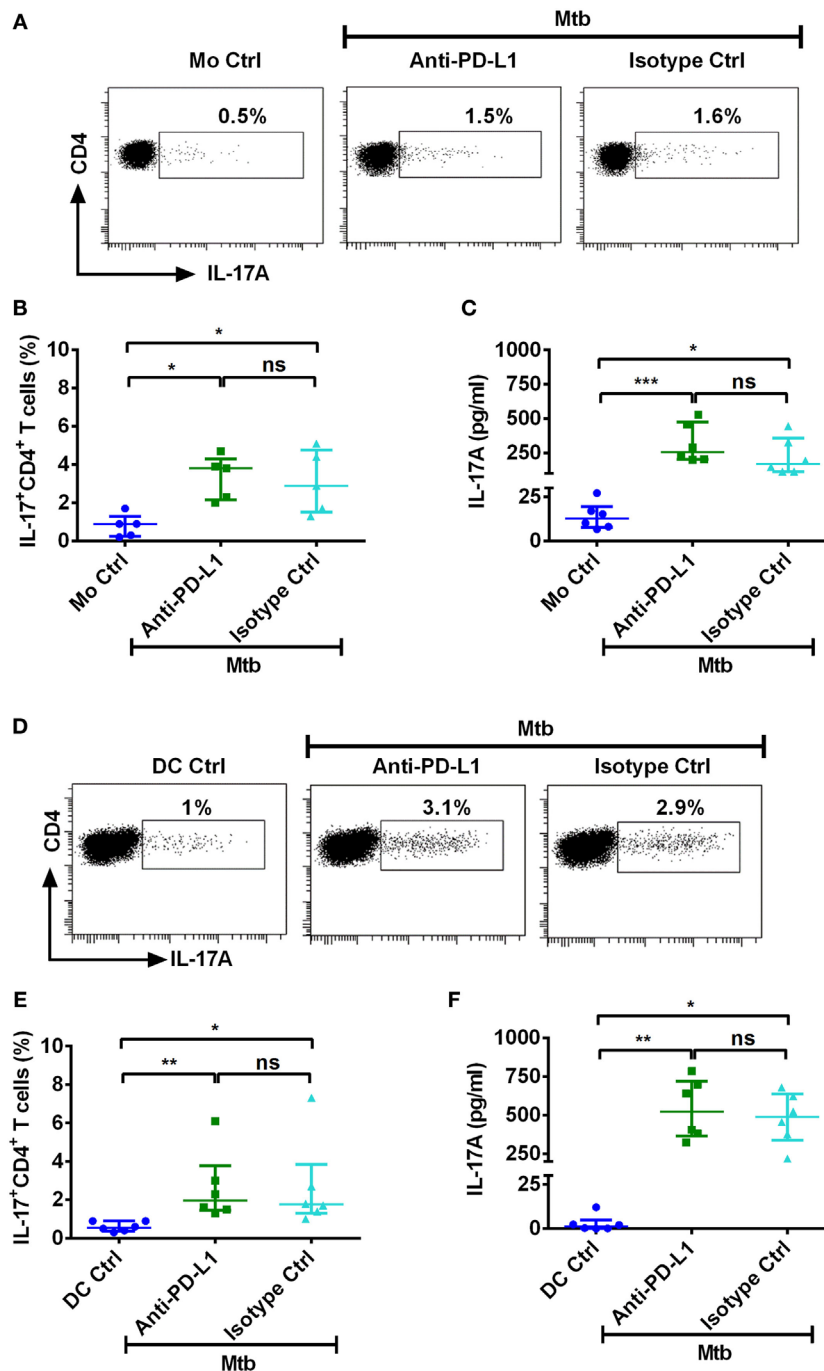 A
Mtb
Mo Ctrl
Anti-PD-L1
Isotype Ctrl
0.5%
1.5%
1.6%
CD4
IL-17A
B
C
IL-17+CD4+ T cells (%)
10
8
6
4
2
0
*
*
ns
Mo Ctrl
Anti-PD-L1
Isotype Ctrl
Mtb
IL-17A (pg/ml)
1000
750
500
250
25
0
*
***
ns
Mo Ctrl
Anti-PD-L1
Isotype Ctrl
Mtb
D
Mtb
DC Ctrl
Anti-PD-L1
Isotype Ctrl
1%
3.1%
2.9%
CD4
IL-17A
E
F
IL-17+CD4+ T cells (%)
10
8
6
4
2
0
*
**
ns
DC Ctrl
Anti-PD-L1
Isotype Ctrl
Mtb
IL-17A (pg/ml)
1000
750
500
250
25
0
*
**
ns
DC Ctrl
Anti-PD-L1
Isotype Ctrl
Mtb